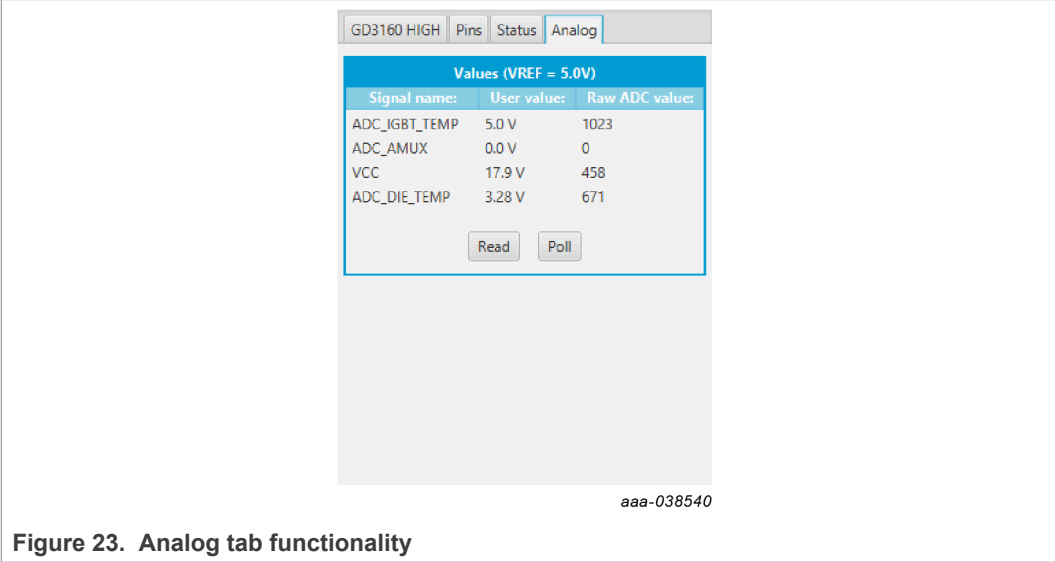 GD3160 HIGH Pins Status Analog
Values (VREF = 5.0V)
Signal name: User value: Raw ADC value:
ADC_IGBT_TEMP 5.0 V 1023
ADC_AMUX 0.0 V 0
VCC 17.9 V 458
ADC_DIE_TEMP 3.28 V 671
Read Poll
aaa-038540
Figure 23. Analog tab functionality